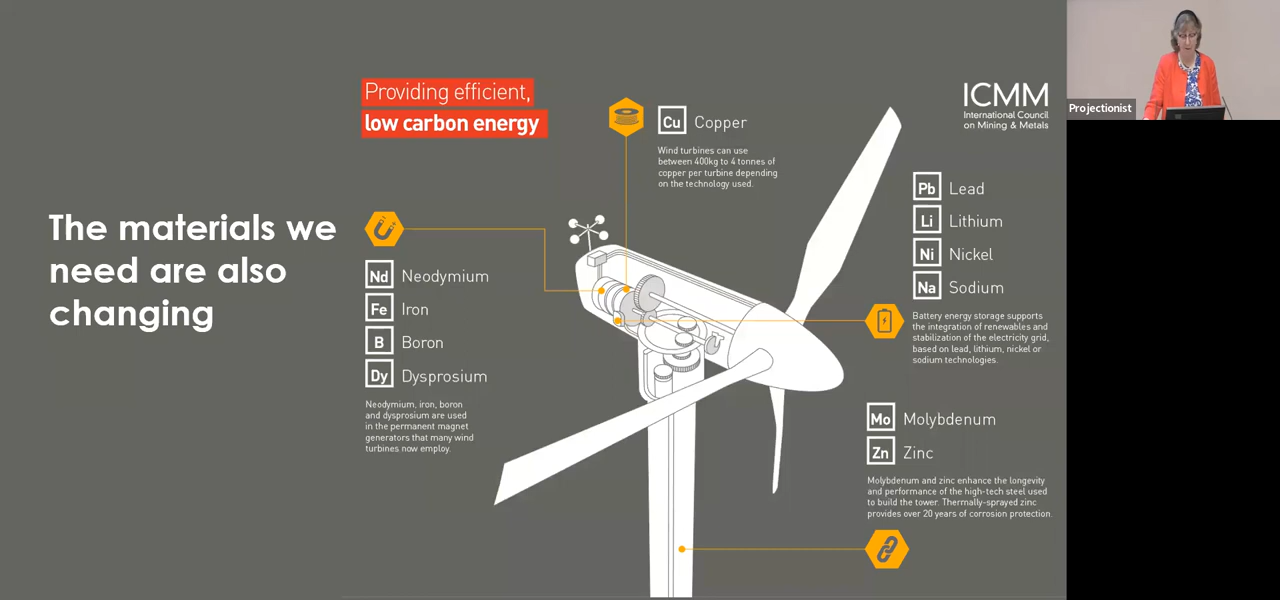 The materials we
need are also
changing
Providing efficient,
low carbon energy
Nd Neodymium
Fe Iron
B Boron
Dy Dysprosium
Neodymium, iron, boron
and dysprosium are used
in the permanent magnet
generators that many wind
turbines now employ.
Cu Copper
Wind turbines can use
between 400kg to 4 tonnes of
copper per turbine depending
on the technology used.
ICMM
International Council
on Mining & Metals
Pb Lead
Li Lithium
Ni Nickel
Na Sodium
Battery energy storage supports
the integration of renewables and
stabilization of the electricity grid,
based on lead, lithium, nickel or
sodium technologies.
Mo Molybdenum
Zn Zinc
Molybdenum and zinc enhance the longevity
and performance of the high-tech steel used
to build the tower. Thermally-sprayed zinc
provides over 20 years of corrosion protection.
Projectionist